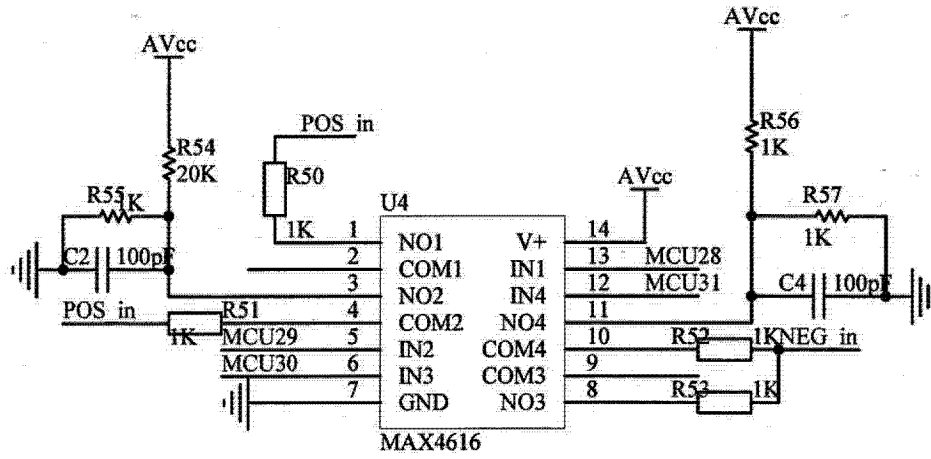 AVcc
AVcc
R54
20K
R55
1K
C2
100pF
POS in
R50
1K
POS in
R51
1K
MCU29
MCU30
U4
1
2
3
4
5
6
7
NO1
COM1
NO2
COM2
IN2
IN3
GND
V+
IN1
IN4
NO4
COM4
COM3
NO3
14
13
12
11
10
9
8
MAX4616
AVcc
MCU28
MCU31
R56
1K
R57
1K
C4
100pF
R52
1K
NEG in
R53
1K